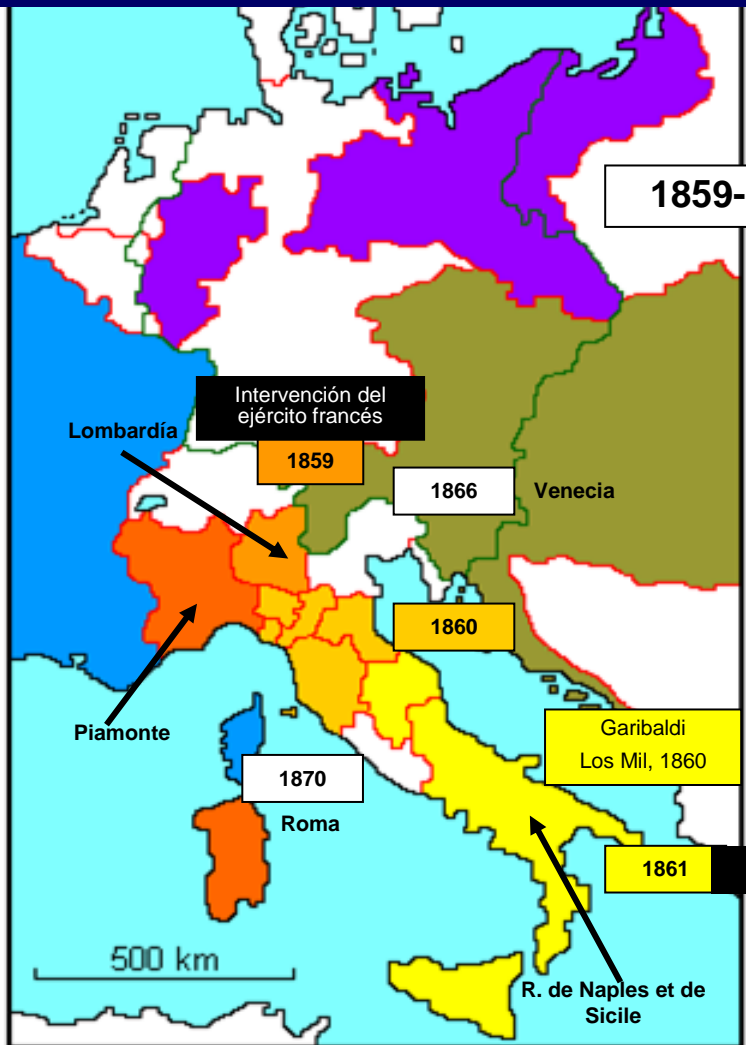 1859-
Intervención del
ejército francés
Lombardía
1859
1866
Venecia
1860
Piamonte
Garibaldi
Los Mil, 1860
1870
Roma
1861
500 km
R. de Naples et de
Sicile